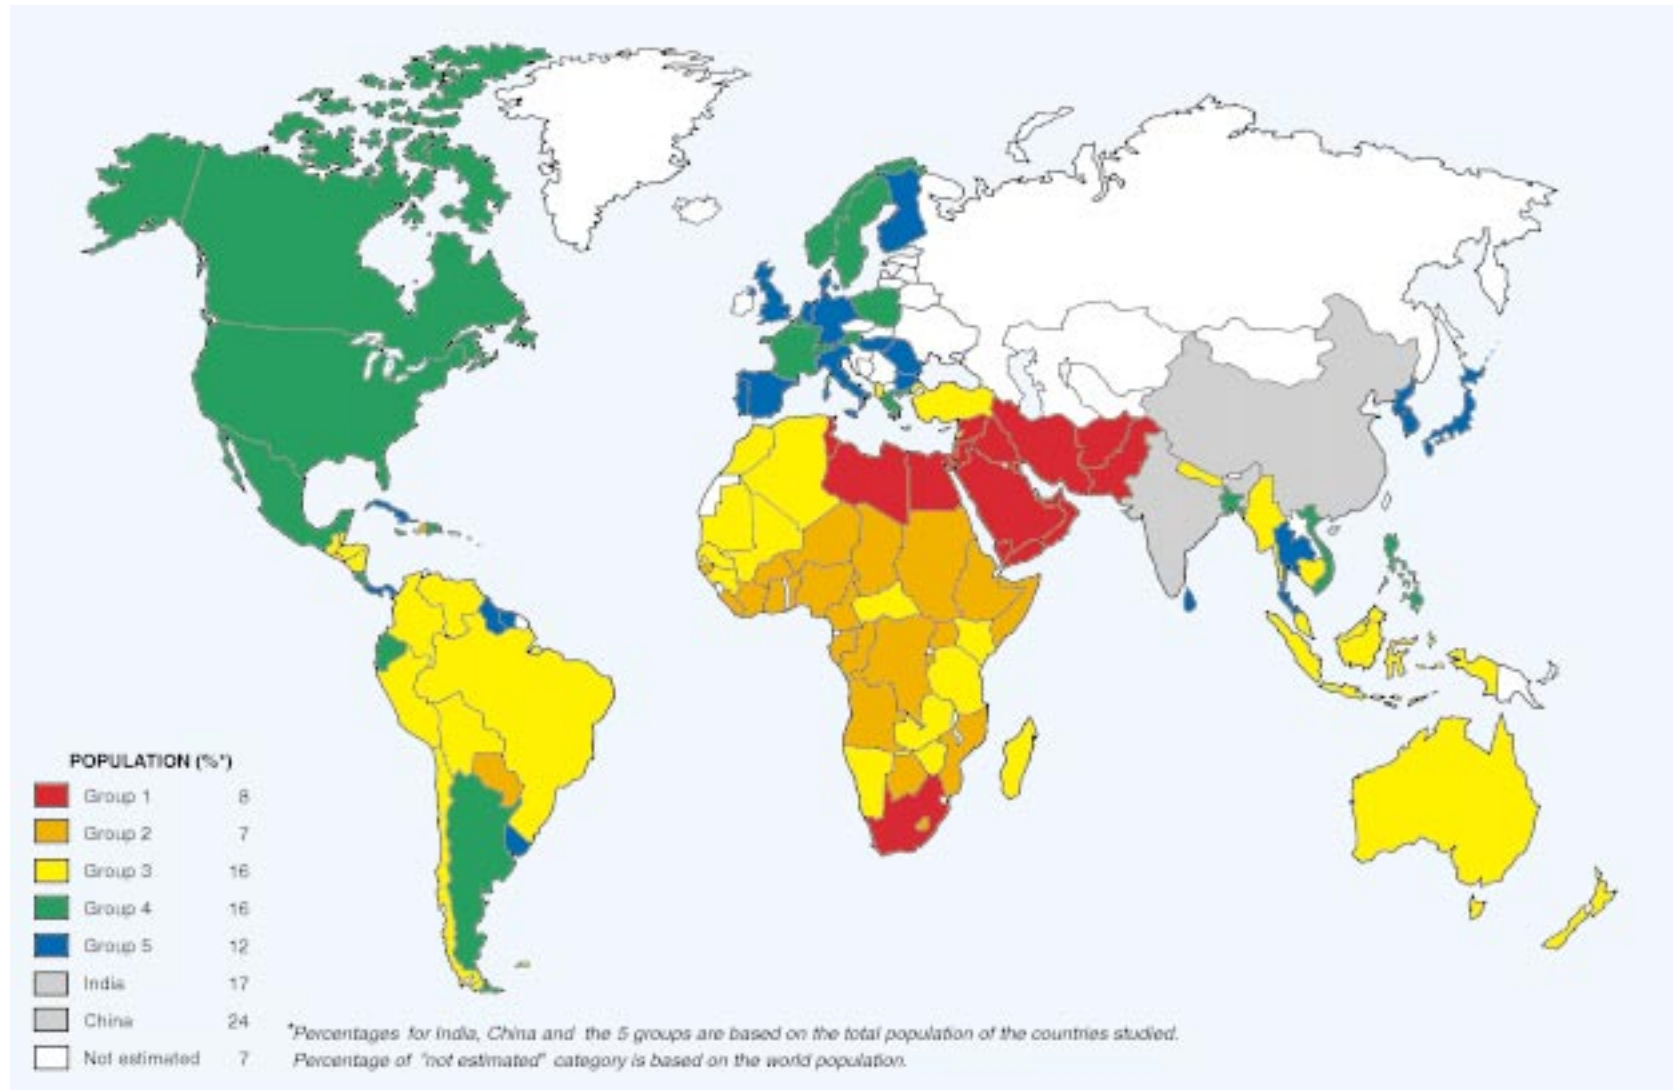 POPULATION (%*)
Group 1 8
Group 2 7
Group 3 16
Group 4 16
Group 5 12
India 17
China 24
Not estimated 7
*Percentages for India, China and the 5 groups are based on the total population of the countries studied.
Percentage of "not estimated" category is based on the world population.